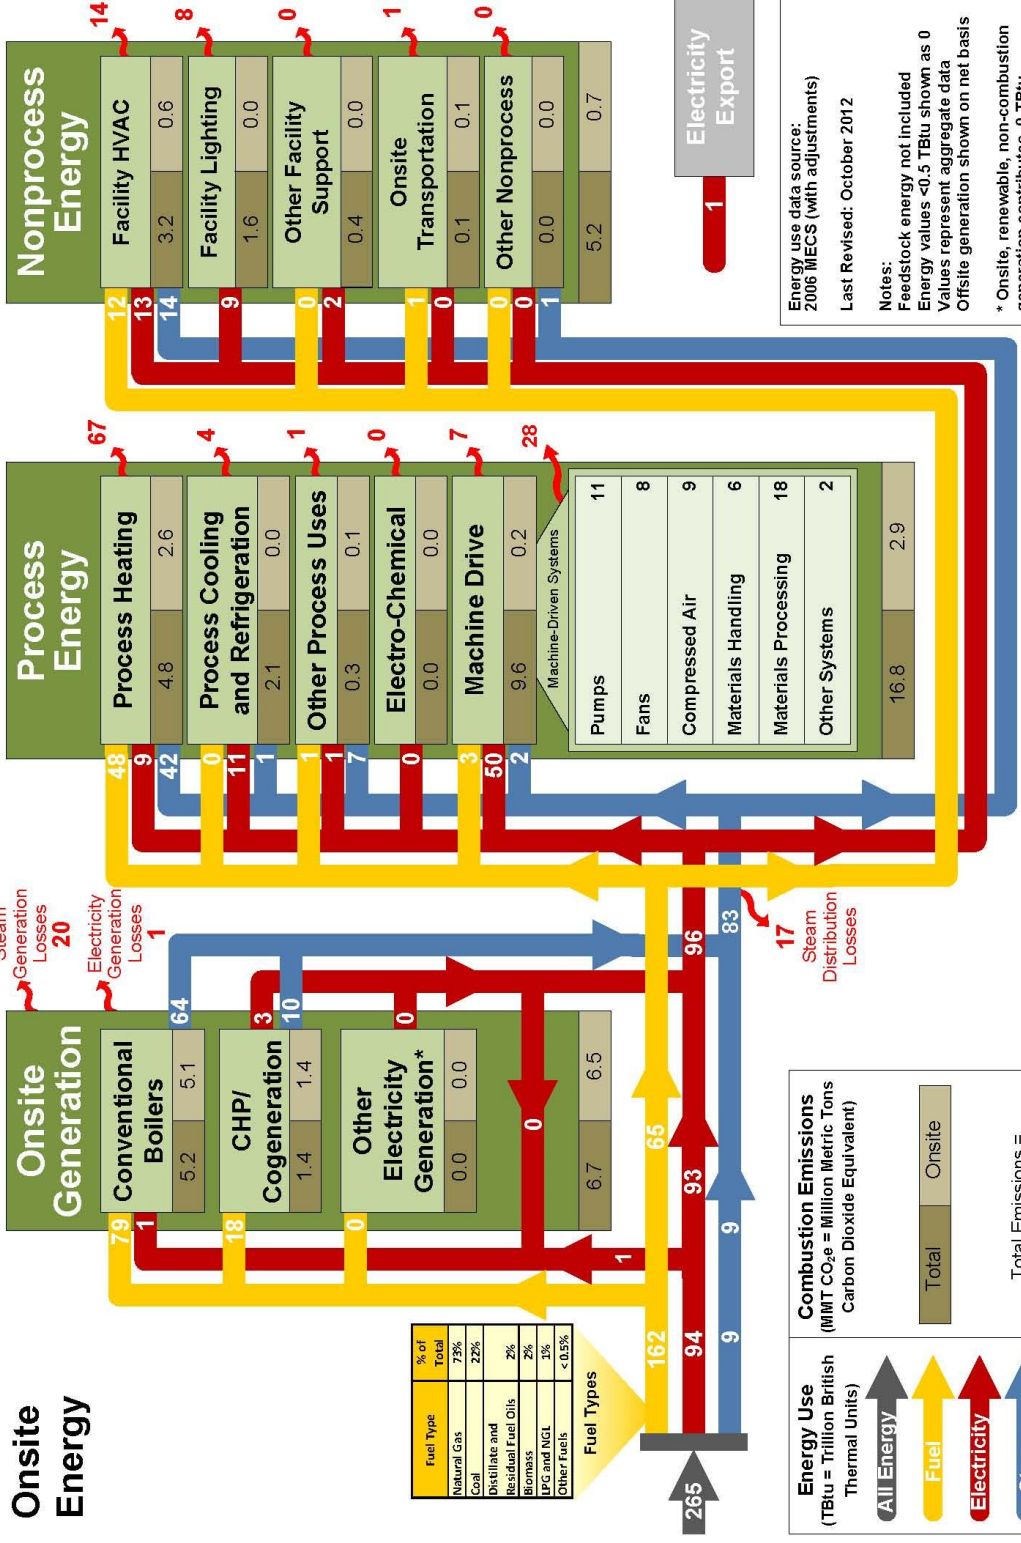 Onsite
Energy
265
Fuel Type
% of
Total
Natural Gas 73%
Coal 22%
Distillate and
Residual Fuel Oils 2%
Biomass 2%
LPG and NGL 1%
Other Fuels <0.5%
Fuel Types
162
94
9
Onsite
Generation
79
1
Conventional
Boilers
5.2 5.1
64
18
CHP/
Cogeneration
1.4 1.4
3
10
0
Other
Electricity
Generation*
0.0 0.0
0
6.7 6.5
Generation
Losses
20
Electricity
Generation
Losses
1
0
1
65
93
9
96
83
17
Steam
Distribution
Losses
Process
Energy
48
9
42
Process Heating
4.8 2.6
67
0
11
1
Process Cooling
and Refrigeration
2.1 0.0
4
1
1
7
Other Process Uses
0.3 0.1
1
0
Electro-Chemical
0.0 0.0
0
3
50
2
Machine Drive
9.6 0.2
7
Machine-Driven Systems
28
Pumps 11
Fans 8
Compressed Air 9
Materials Handling 6
Materials Processing 18
Other Systems 2
16.8 2.9
Nonprocess
Energy
12
13
14
Facility HVAC
3.2 0.6
14
9
Facility Lighting
1.6 0.0
8
0
2
Other Facility
Support
0.4 0.0
0
1
0
Onsite
Transportation
0.1 0.1
1
0
0
1
Other Nonprocess
0.0 0.0
0
5.2 0.7
1
Electricity
Export
Energy Use
(TBtu = Trillion British
Thermal Units)
All Energy
Fuel
Electricity
Combustion Emissions
(MMT CO₂e = Million Metric Tons
Carbon Dioxide Equivalent)
Total Onsite
Total Emissions =
Energy use data source:
2006 MECS (with adjustments)
Last Revised: October 2012
Notes:
Feedstock energy not included
Energy values <0.5 TBtu shown as 0
Values represent aggregate data
Offsite generation shown on net basis
* Onsite, renewable, non-combustion